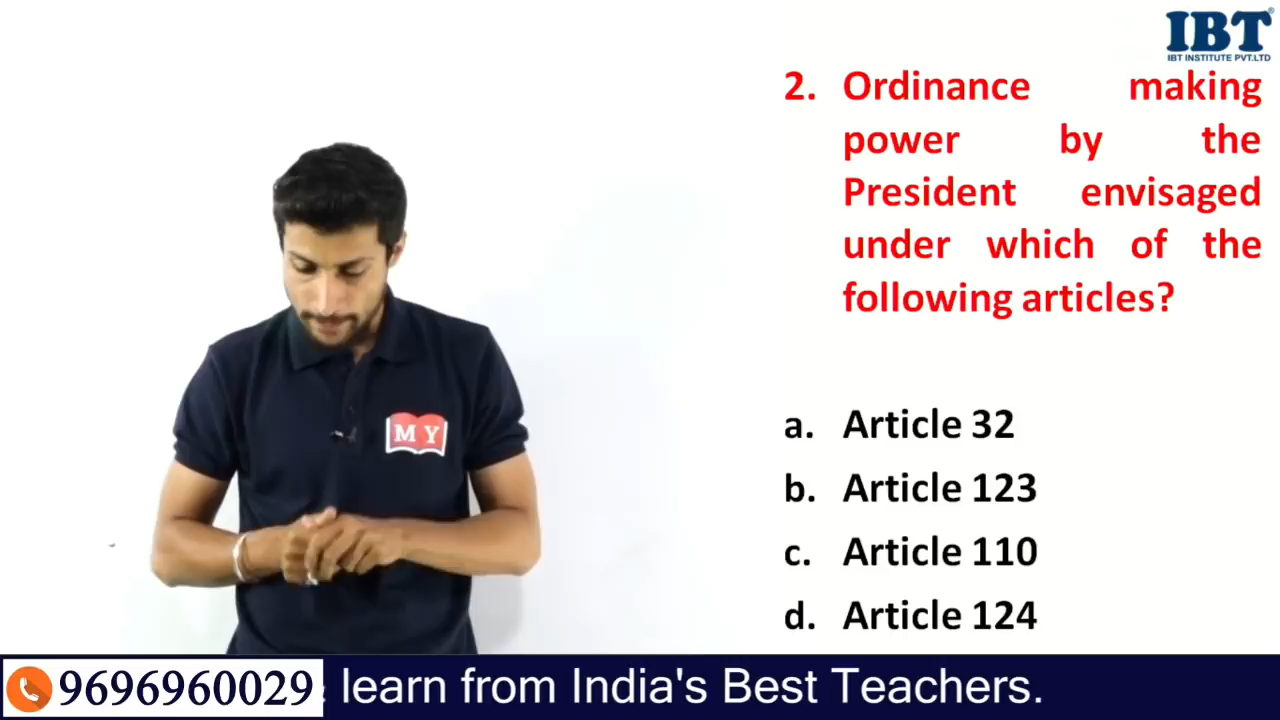 IBT
IBT INSTITUTE PVT.LTD
2. Ordinance making
power by the
President envisaged
under which of the
following articles?
a. Article 32
b. Article 123
c. Article 110
d. Article 124
M Y
9696960029
learn from India's Best Teachers.